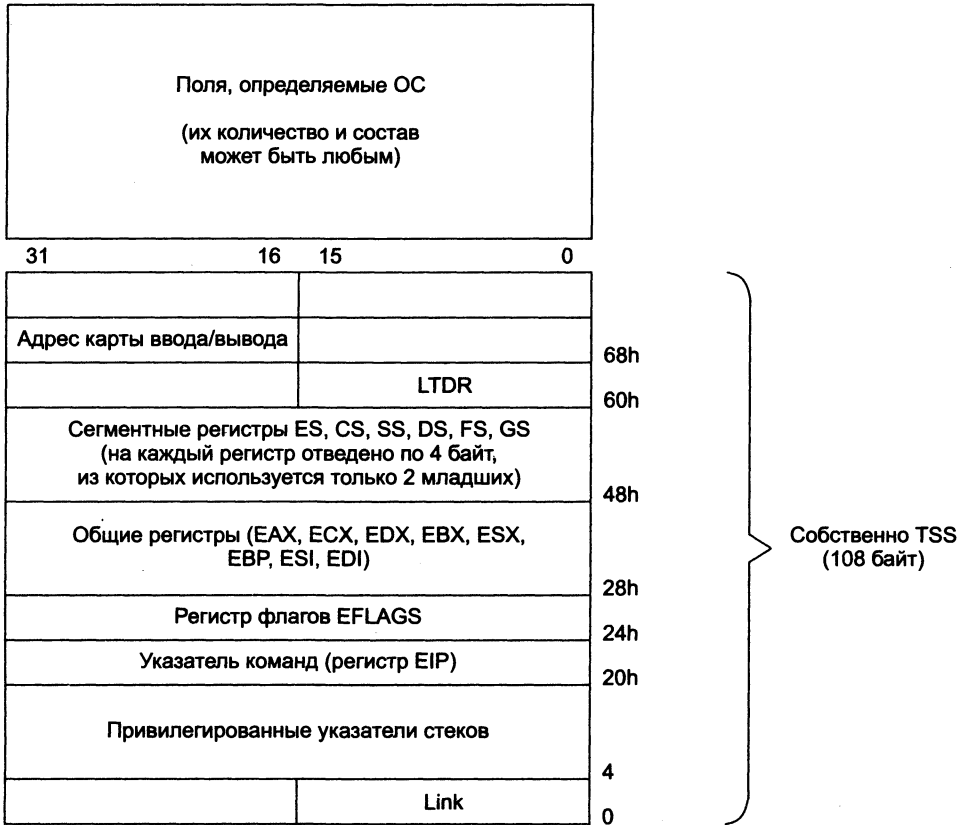 Поля, определяемые ОС
(их количество и состав
может быть любым)
31 16 15 0
Адрес карты ввода/вывода
68h
LTDR
60h
Сегментные регистры ES, CS, SS, DS, FS, GS
(на каждый регистр отведено по 4 байт,
из которых используется только 2 младших)
48h
Общие регистры (EAX, ECX, EDX, EBX, ESX,
EBP, ESI, EDI)
28h
Регистр флагов EFLAGS
24h
Указатель команд (регистр EIP)
20h
Привилегированные указатели стеков
4
Link
0
Собственно TSS
(108 байт)